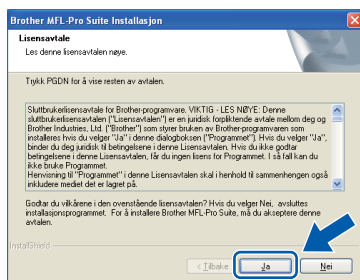 Brother MFL-Pro Suite Installasjon
Lisensavtale
Les denne lisensavtalen nøye.
Trykk PGDN for å vise resten av avtalen.
Sluttbrukerlisensavtale for Brother-programvare. VIKTIG - LES NØYE: Denne
sluttbrukerlisensavtalen ("Lisensavtalen") er en juridisk forpliktende avtale mellom deg og
Brother Industries, Ltd. ("Brother") som styrer bruken av Brother-programvaren som
installeres hvis du velger "Ja" i denne dialogboksen ("Programmet"). Hvis du velger "Ja",
binder du deg juridisk til betingelsene i denne Lisensavtalen. Hvis du ikke godtar
betingelsene i denne Lisensavtalen, får du ingen lisens for Programmet. I så fall kan du
ikke bruke Programmet.
Henvisning til "Programmet" i denne Lisensavtalen skal i henhold til sammenhengen også
inkludere mediet det er lagret på.
Godtar du vilkårene i den ovenstående lisensavtalen? Hvis du velger Nei, avsluttes
installasjonsprogrammet. For å installere Brother MFL-Pro Suite, må du akseptere denne
avtalen.
InstallShield
< Tilbake
Ja
Nei